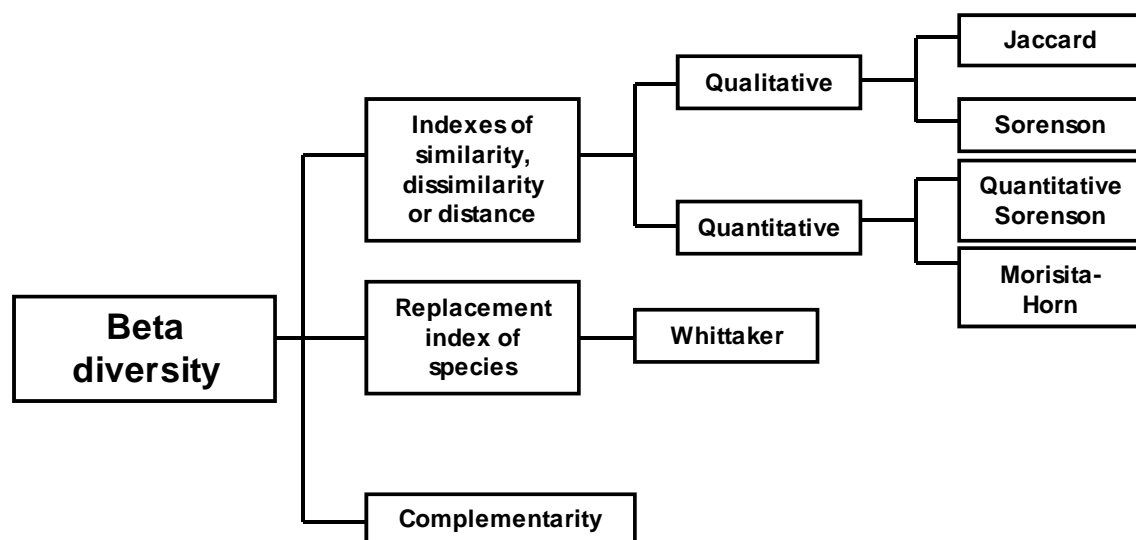 Beta
diversity
Indexes of
similarity,
dissimilarity
or distance
Qualitative
Jaccard
Sorenson
Quantitative
Quantitative
Sorenson
Morisita-
Horn
Replacement
index of
species
Whittaker
Complementarity